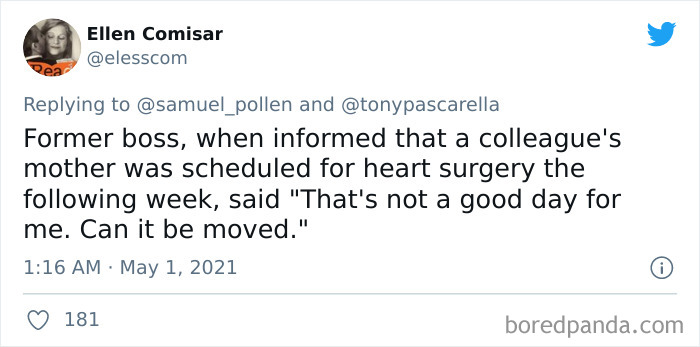 Ellen Comisar
@elesscom
Replying to @samuel_pollen and @tonypascarella
Former boss, when informed that a colleague's
mother was scheduled for heart surgery the
following week, said "That's not a good day for
me. Can it be moved."
1:16 AM · May 1, 2021
181
boredpanda.com
Read